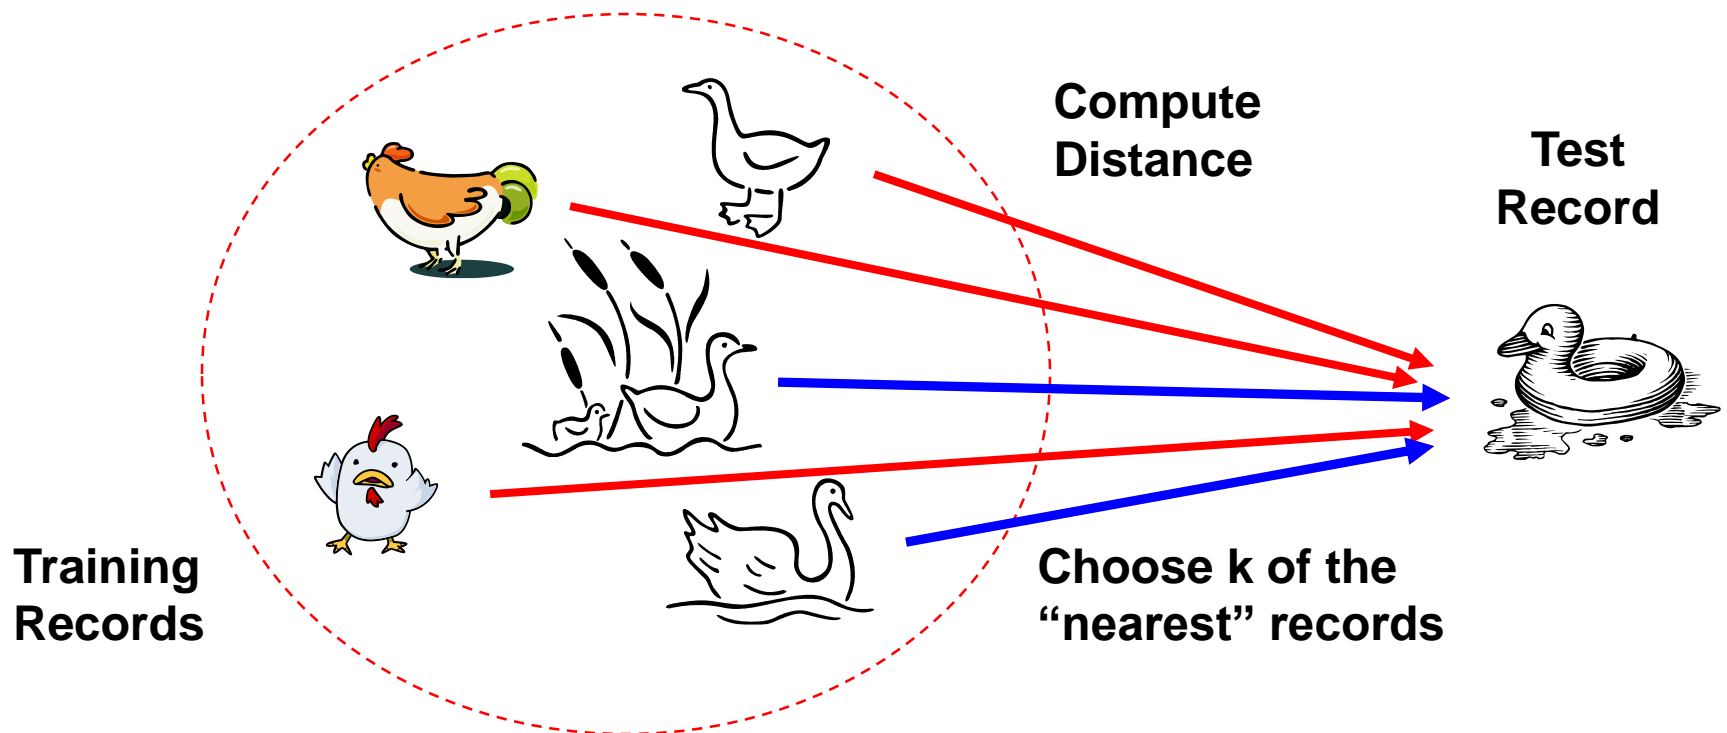 Compute
Distance
Test
Record
Training
Records
Choose k of the
“nearest” records